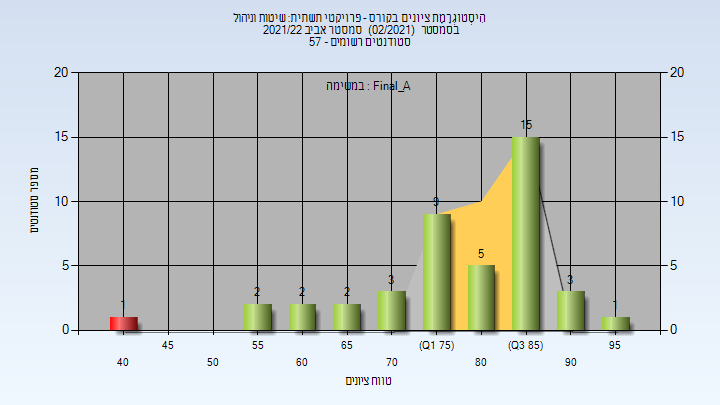 היסטוגרמת ציונים בקורס - פרויקטי תשתית: שיטות וניהול
בסמסטר (02/2021) סמסטר אביב 2021/22
סטודנטים רשומים - 57
במשימה : Final_A
מספר סטודנטים
20 20
15 15
10 10
5 5
0 0
1 2 2 2 3 9 5 15 3 1
45 55 65 (Q1 75) (Q3 85) 95
40 50 60 70 80 90
טווח ציונים